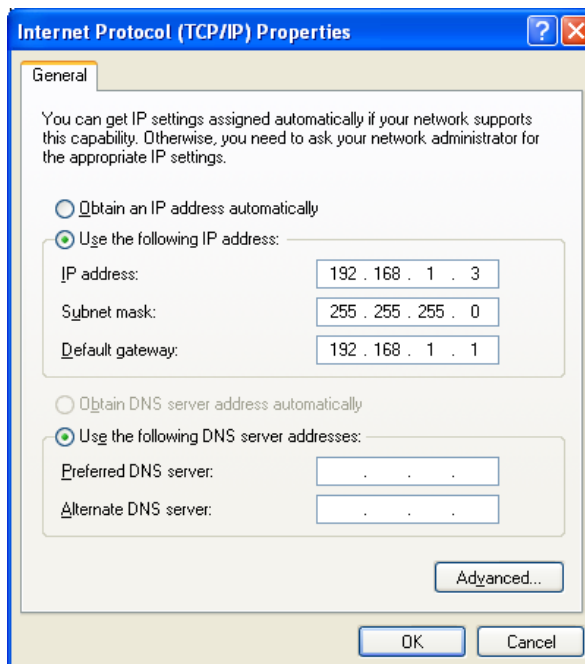 Internet Protocol (TCP/IP) Properties
General
You can get IP settings assigned automatically if your network supports
this capability. Otherwise, you need to ask your network administrator for
the appropriate IP settings.
Obtain an IP address automatically
Use the following IP address:
IP address: 192 . 168 . 1 . 3
Subnet mask: 255 . 255 . 255 . 0
Default gateway: 192 . 168 . 1 . 1
Obtain DNS server address automatically
Use the following DNS server addresses:
Preferred DNS server: . . .
Alternate DNS server: . . .
Advanced...
OK Cancel